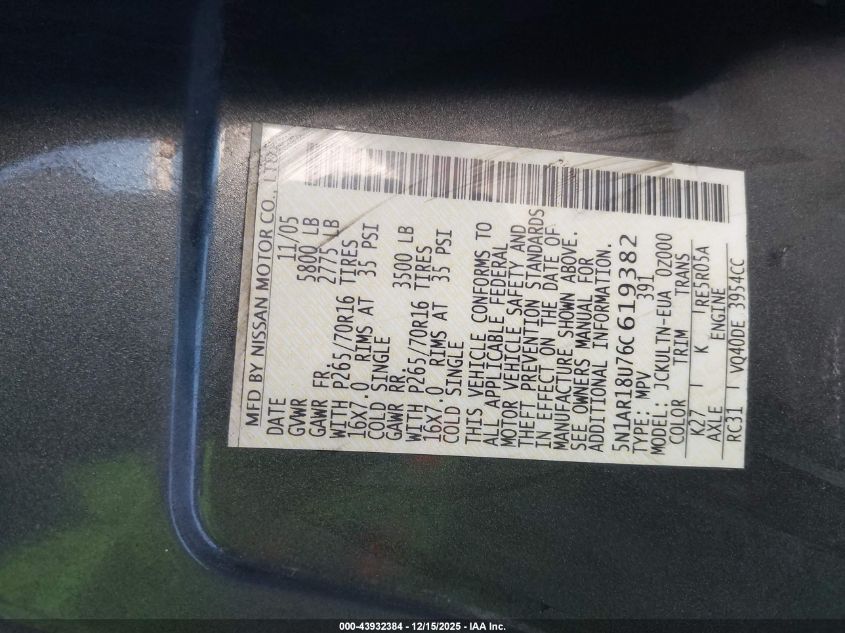 MFD BY NISSAN MOTOR CO., LTD.
DATE 11/05
GVWR 5800 LB
GAWR FR. 2775 LB
WITH P265/70R16 TIRES
16X7.0 RIMS AT 35 PSI
COLD SINGLE
GAWR RR. 3500 LB
WITH P265/70R16 TIRES
16X7.0 RIMS AT 35 PSI
COLD SINGLE
THIS VEHICLE CONFORMS TO
ALL APPLICABLE FEDERAL
MOTOR VEHICLE SAFETY AND
THEFT PREVENTION STANDARDS
IN EFFECT ON THE DATE OF
MANUFACTURE SHOWN ABOVE.
SEE OWNERS MANUAL FOR
ADDITIONAL INFORMATION.
5N1AR18U76C619382
TYPE: MPV 391
MODEL: JCKULTN-EUA 02000
COLOR TRIM TRANS
K27 K RE5R05A
AXLE ENGINE
RC31 VQ40DE 3954CC
000-43932384 - 12/15/2025 - IAA Inc.